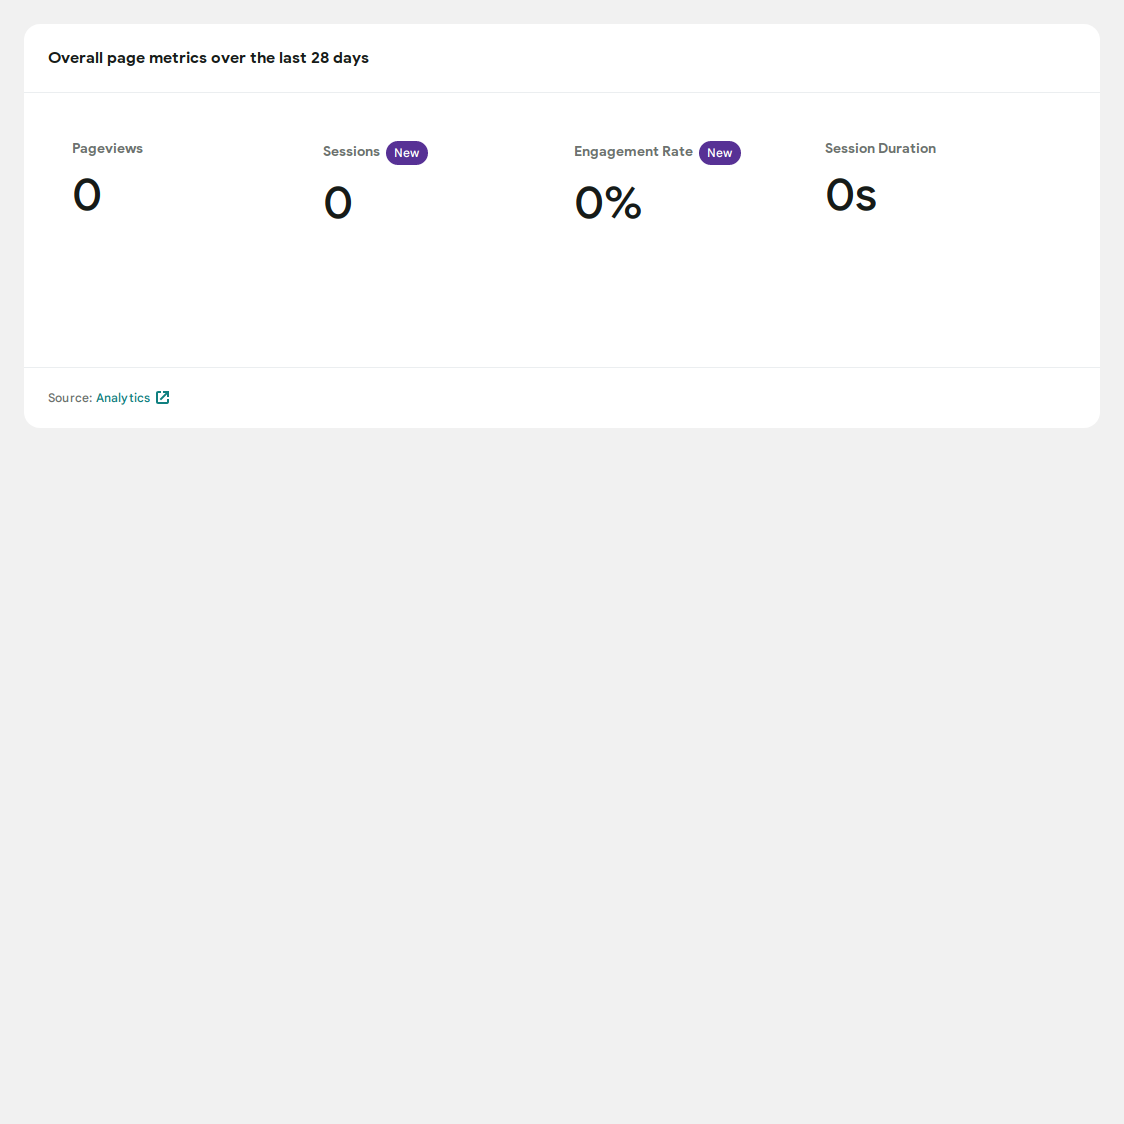 Overall page metrics over the last 28 days
Pageviews
0
Sessions New
0
Engagement Rate New
0%
Session Duration
0s
Source: Analytics